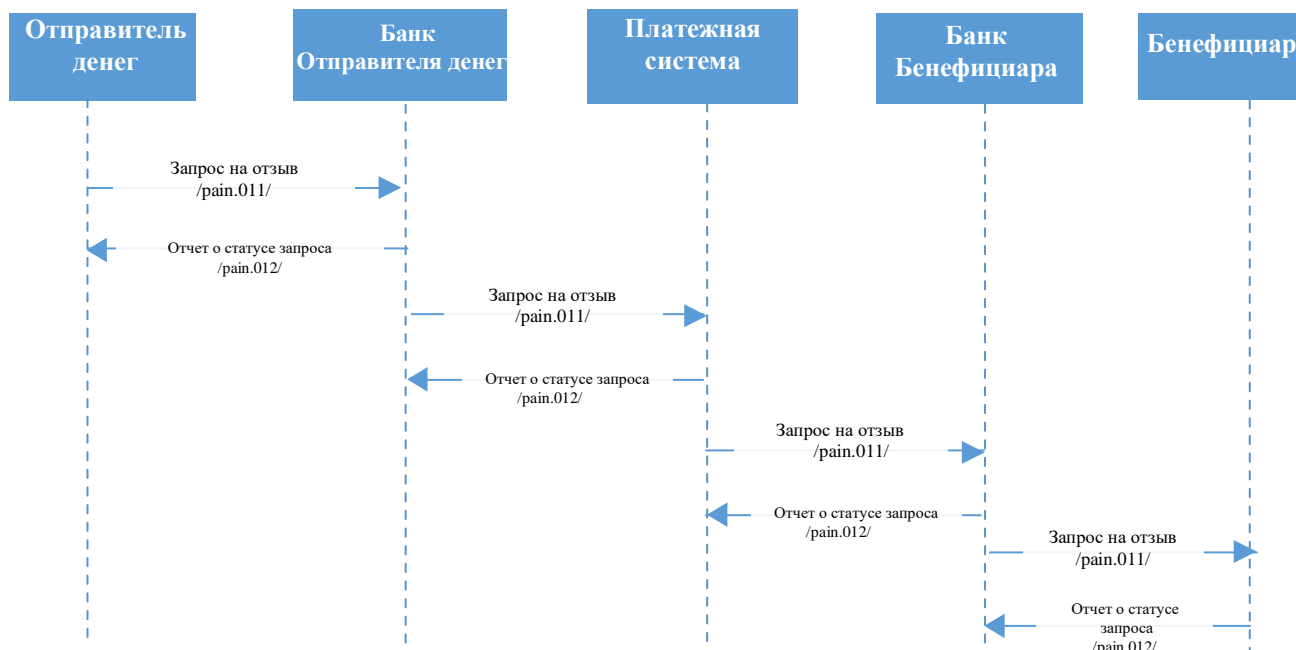 Отправитель
денег
Банк
Отправителя денег
Платежная
система
Банк
Бенефициара
Бенефициар
Запрос на отзыв
/pain.011/
Отчет о статусе запроса
/pain.012/
Запрос на отзыв
/pain.011/
Отчет о статусе запроса
/pain.012/
Запрос на отзыв
/pain.011/
Отчет о статусе запроса
/pain.012/
Запрос на отзыв
/pain.011/
Отчет о статусе
запроса
/pain.012/